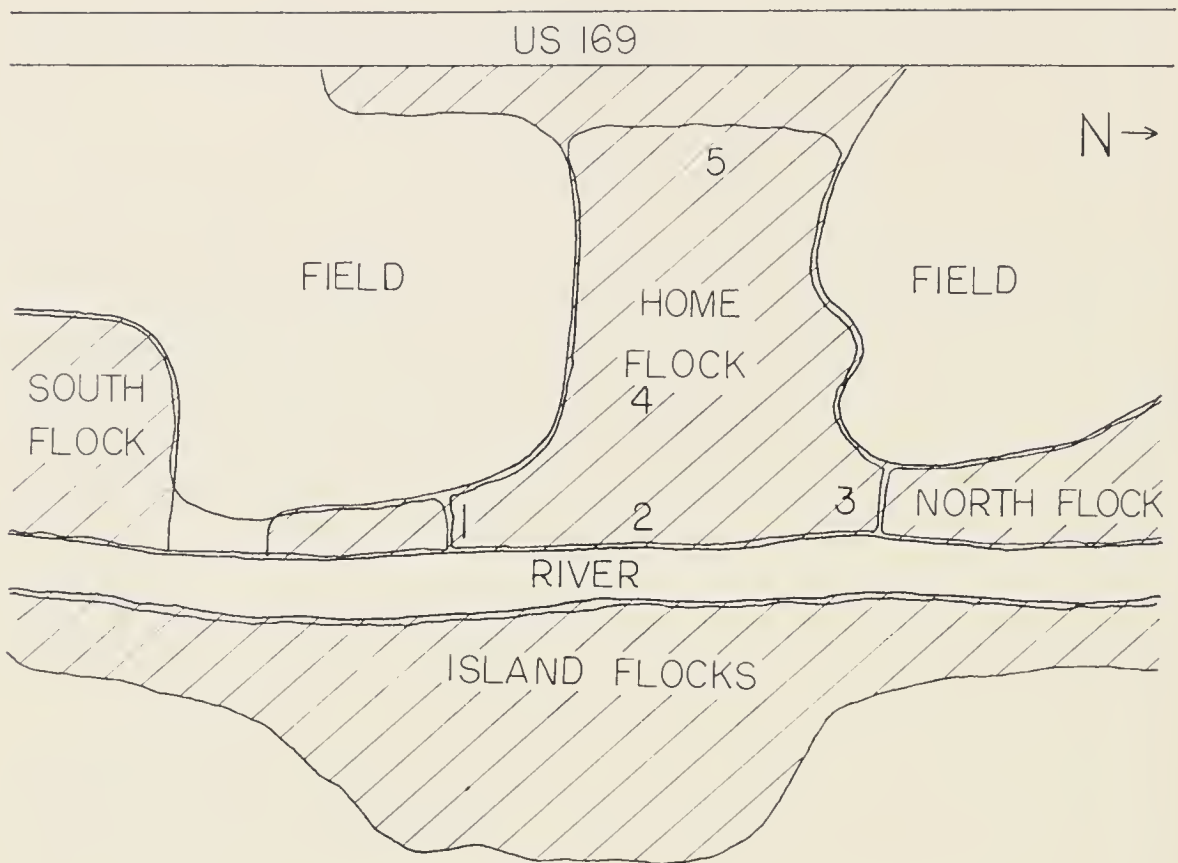 US 169
N
5
FIELD
HOME
FLOCK
FIELD
4
SOUTH
FLOCK
1
2
3
NORTH FLOCK
RIVER
ISLAND FLOCKS